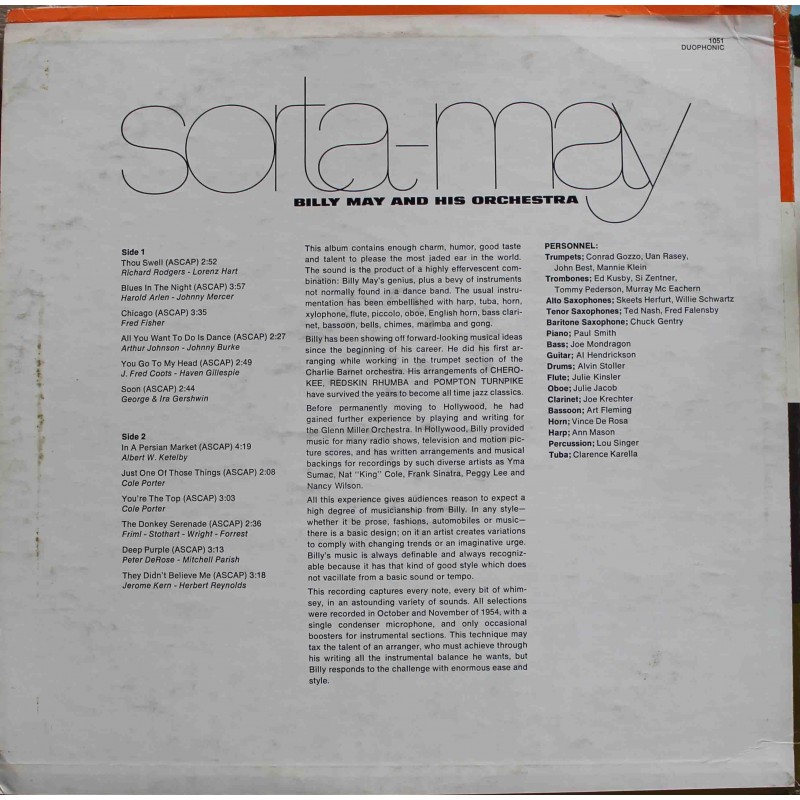 1051
DUOPHONIC
sorta-may
BILLY MAY AND HIS ORCHESTRA
Side 1
Thou Swell (ASCAP) 2:52
Richard Rodgers - Lorenz Hart
Blues In The Night (ASCAP) 3:57
Harold Arlen - Johnny Mercer
Chicago (ASCAP) 3:35
Fred Fisher
All You Want To Do Is Dance (ASCAP) 2:27
Arthur Johnson - Johnny Burke
You Go To My Head (ASCAP) 2:49
J. Fred Coots - Haven Gillespie
Soon (ASCAP) 2:44
George & Ira Gershwin
Side 2
In A Persian Market (ASCAP) 4:19
Albert W. Ketelby
Just One Of Those Things (ASCAP) 2:08
Cole Porter
You're The Top (ASCAP) 3:03
Cole Porter
The Donkey Serenade (ASCAP) 2:36
Friml - Stothart - Wright - Forrest
Deep Purple (ASCAP) 3:13
Peter DeRose - Mitchell Parish
They Didn't Believe Me (ASCAP) 3:18
Jerome Kern - Herbert Reynolds
This album contains enough charm, humor, good taste
and talent to please the most jaded ear in the world.
The sound is the product of a highly effervescent com-
bination: Billy May's genius, plus a bevy of instruments
not normally found in a dance band. The usual instru-
mentation has been embellished with harp, tuba, horn,
xylophone, flute, piccolo, oboe, English horn, bass clari-
net, bassoon, bells, chimes, marimba and gong.
Billy has been showing off forward-looking musical ideas
since the beginning of his career. He did his first ar-
ranging while working in the trumpet section of the
Charlie Barnet orchestra. His arrangements of CHERO-
KEE, REDSKIN RHUMBA and POMPTON TURNPIKE
have survived the years to become all time jazz classics.
Before permanently moving to Hollywood, he had
gained further experience by playing and writing for
the Glenn Miller Orchestra. In Hollywood, Billy provided
music for many radio shows, television and motion pic-
ture scores, and has written arrangements and musical
backings for recordings by such diverse artists as Yma
Sumac, Nat "King" Cole, Frank Sinatra, Peggy Lee and
Nancy Wilson.
All this experience gives audiences reason to expect a
high degree of musicianship from Billy. In any style—
whether it be prose, fashions, automobiles or music—
there is a basic design; on it an artist creates variations
to comply with changing trends or an imaginative urge.
Billy's music is always definable and always recogniz-
able because it has that kind of good style which does
not vacillate from a basic sound or tempo.
This recording captures every note, every bit of whim-
sey, in an astounding variety of sounds. All selections
were recorded in October and November of 1954, with a
single condenser microphone, and only occasional
boosters for instrumental sections. This technique may
tax the talent of an arranger, who must achieve through
his writing all the instrumental balance he wants, but
Billy responds to the challenge with enormous ease and
style.
PERSONNEL:
Trumpets; Conrad Gozzo, Uan Rasey,
John Best, Mannie Klein
Trombones; Ed Kusby, Si Zentner,
Tommy Pederson, Murray Mc Eachern
Alto Saxophones; Skeets Herfurt, Willie Schwartz
Tenor Saxophones; Ted Nash, Fred Falensby
Baritone Saxophone; Chuck Gentry
Piano; Paul Smith
Bass; Joe Mondragon
Guitar; Al Hendrickson
Drums; Alvin Stoller
Flute; Julie Kinsler
Oboe; Julie Jacob
Clarinet; Joe Krechter
Bassoon; Art Fleming
Horn; Vince De Rosa
Harp; Ann Mason
Percussion; Lou Singer
Tuba; Clarence Karella